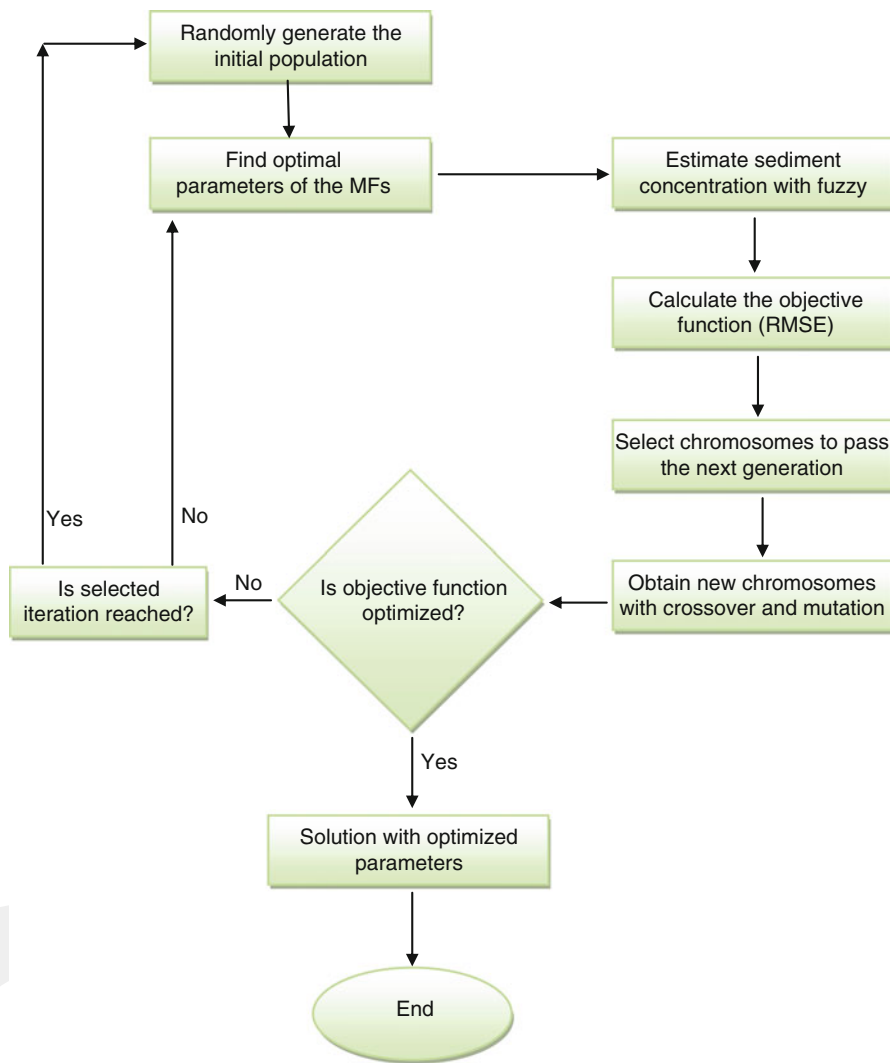 Randomly generate the
initial population
Find optimal
parameters of the MFs
Estimate sediment
concentration with fuzzy
Calculate the objective
function (RMSE)
Select chromosomes to pass
the next generation
Obtain new chromosomes
with crossover and mutation
Is objective function
optimized?
No
Is selected
iteration reached?
Yes
No
Yes
Solution with optimized
parameters
End